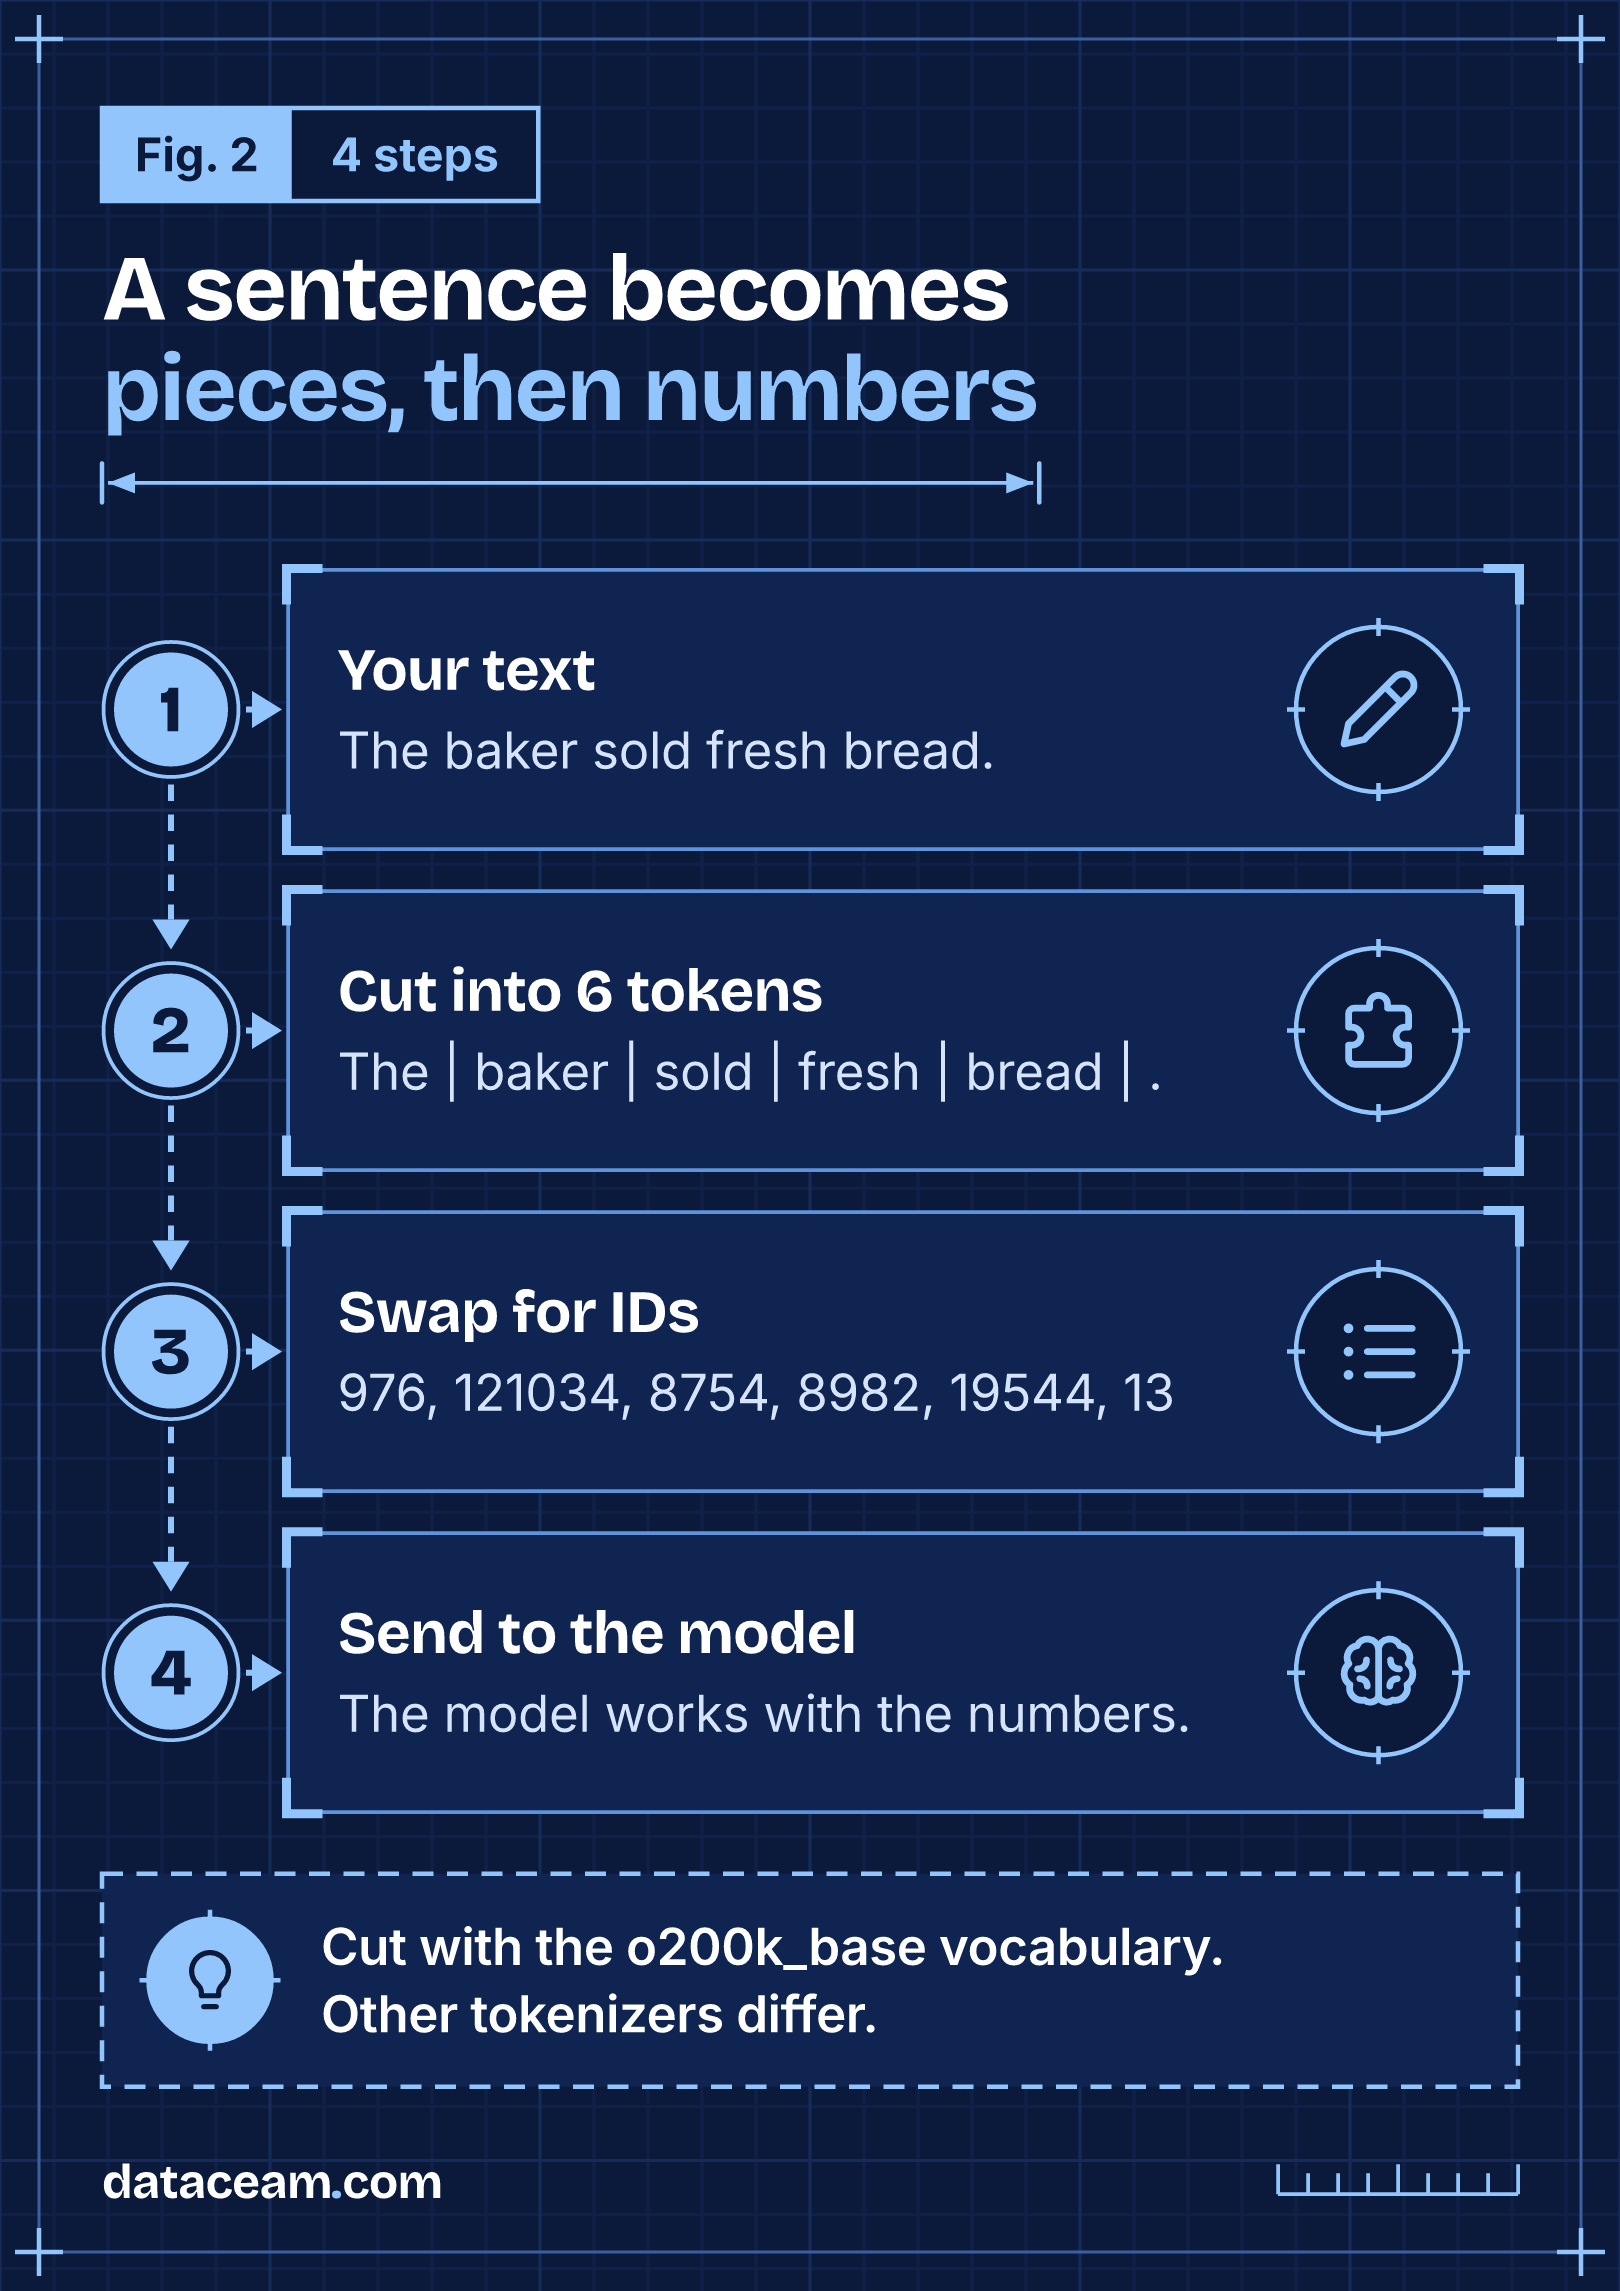 Fig. 2 4 steps
A sentence becomes
pieces, then numbers
1
Your text
The baker sold fresh bread.
2
Cut into 6 tokens
The | baker | sold | fresh | bread | .
3
Swap for IDs
976, 121034, 8754, 8982, 19544, 13
4
Send to the model
The model works with the numbers.
Cut with the o200k_base vocabulary.
Other tokenizers differ.
dataceam.com